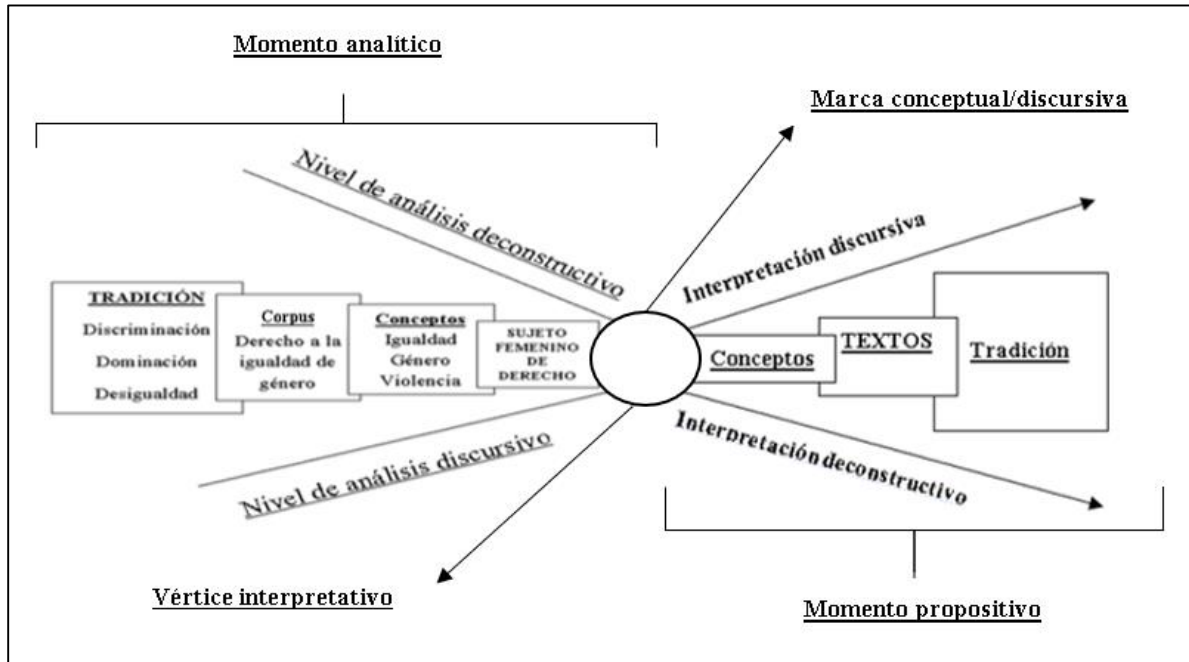 Momento analítico
Marca conceptual/discursiva
Nivel de análisis deconstructivo
Interpretación discursiva
TRADICIÓN
Discriminación
Dominación
Desigualdad
Corpus
Derecho a la
igualdad de
género
Conceptos
Igualdad
Género
Violencia
SUJETO
FEMENINO
DE
DERECHO
Conceptos
TEXTOS
Tradición
Nivel de análisis discursivo
Interpretación deconstructivo
Vértice interpretativo
Momento propositivo